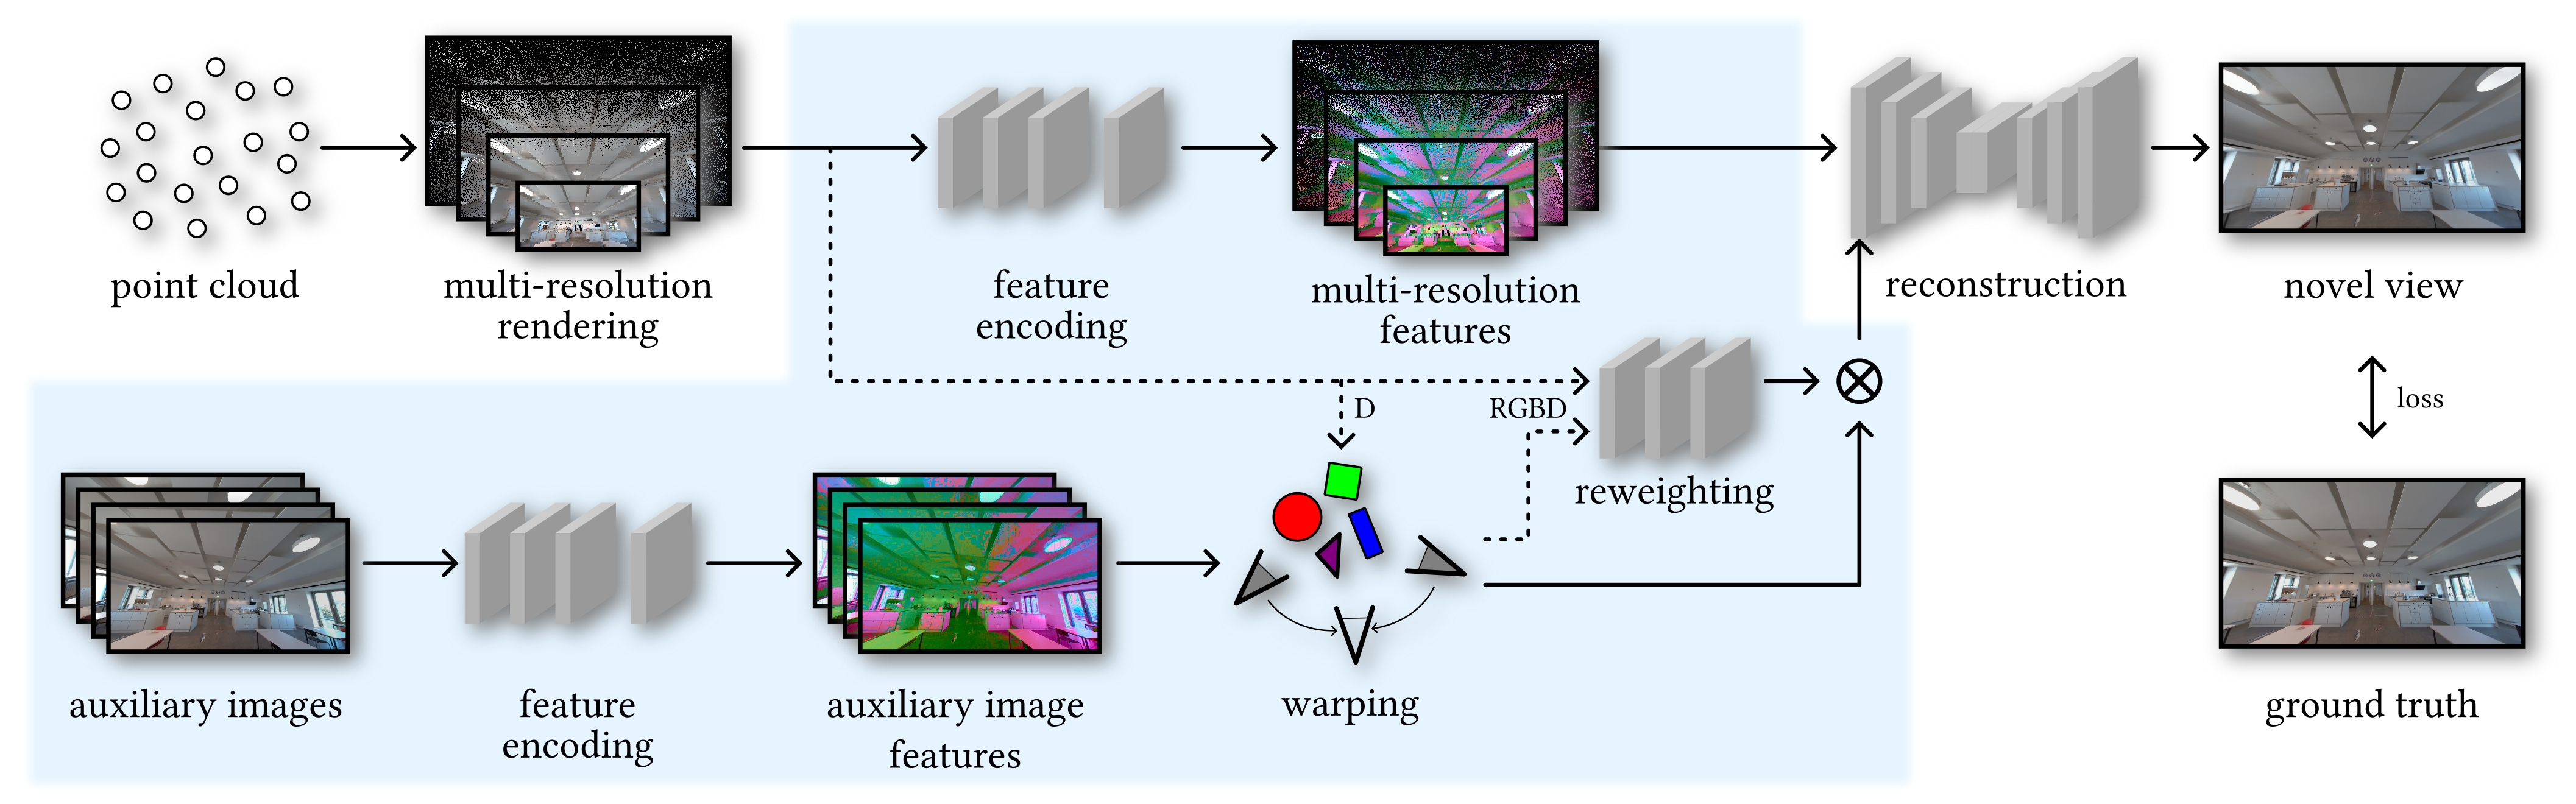 point cloud
multi-resolution
rendering
feature
encoding
multi-resolution
features
reconstruction
novel view
D
RGBD
reweighting
loss
auxiliary images
feature
encoding
auxiliary image
features
warping
ground truth